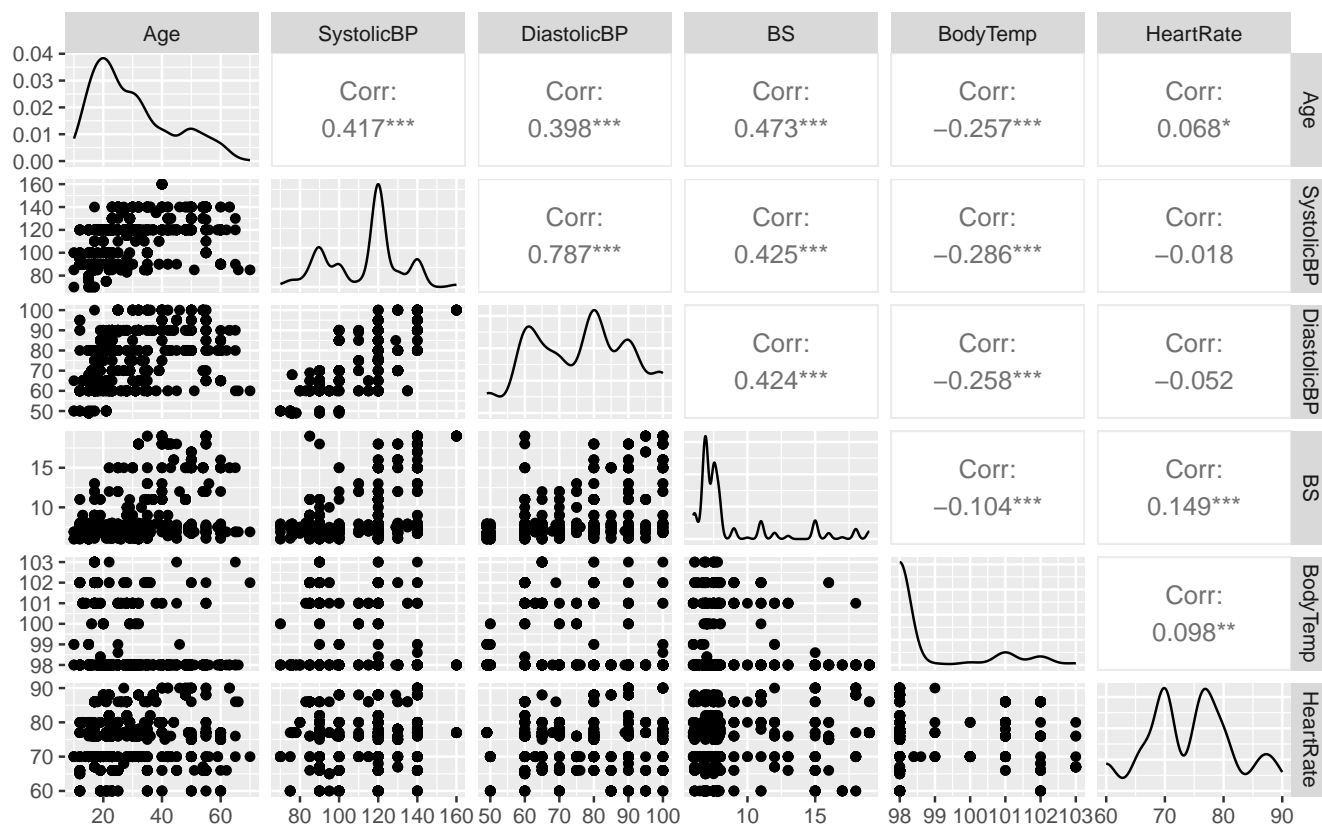 Age SystolicBP DiastolicBP BS BodyTemp HeartRate
0.04
0.03
0.02
0.01
0.00
Corr: Corr: Corr: Corr: Corr:
0.417*** 0.398*** 0.473*** −0.257*** 0.068*
Age
160
140
120
100
80
Corr: Corr: Corr: Corr:
0.787*** 0.425*** −0.286*** −0.018
SystolicBP
100
90
80
70
60
50
Corr: Corr: Corr:
0.424*** −0.258*** −0.052
DiastolicBP
15
10
Corr: Corr:
−0.104*** 0.149***
BS
103
102
101
100
99
98
Corr:
0.098**
BodyTemp
90
80
70
60
HeartRate
20 40 60 80 100 120 140 160 50 60 70 80 90 100 10 15 98 99 100 101 102 103 60 70 80 90